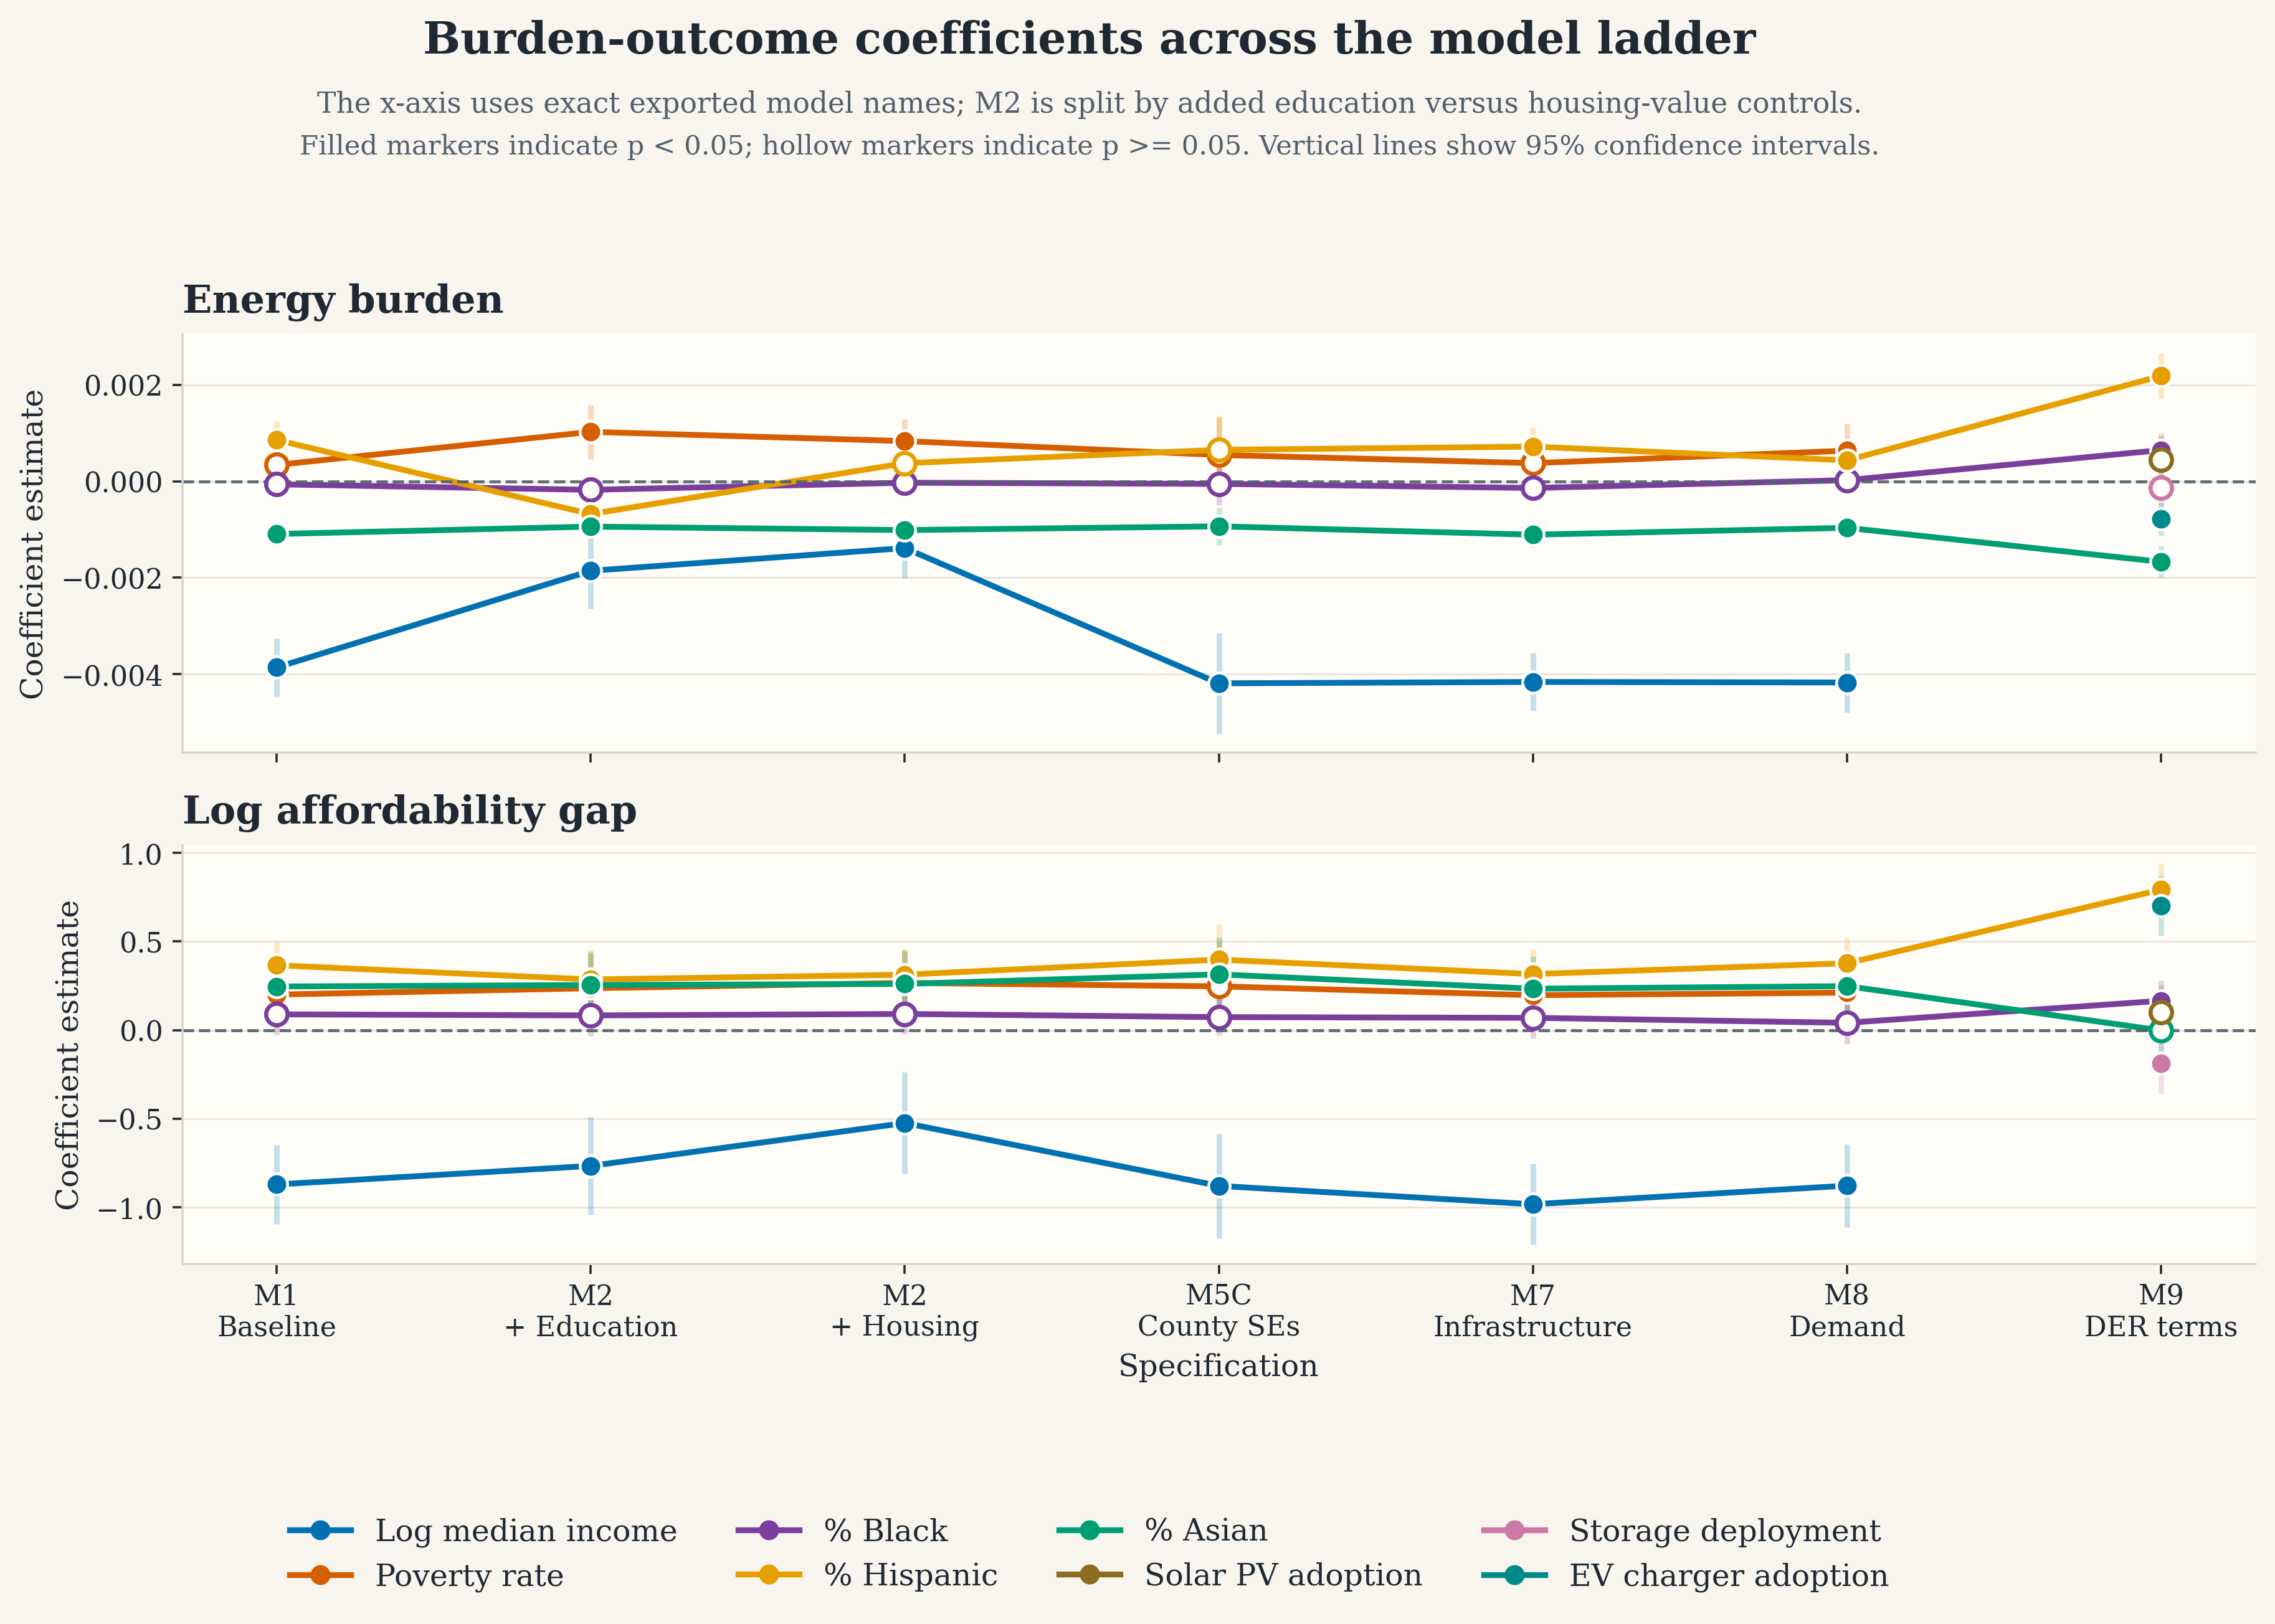 Burden-outcome coefficients across the model ladder
The x-axis uses exact exported model names; M2 is split by added education versus housing-value controls.
Filled markers indicate p < 0.05; hollow markers indicate p >= 0.05. Vertical lines show 95% confidence intervals.
Energy burden
Coefficient estimate
0.002
0.000
−0.002
−0.004
Log affordability gap
Coefficient estimate
1.0
0.5
0.0
−0.5
−1.0
M1
Baseline
M2
+ Education
M2
+ Housing
M5C
County SEs
M7
Infrastructure
M8
Demand
M9
DER terms
Specification
Log median income
Poverty rate
% Black
% Hispanic
% Asian
Solar PV adoption
Storage deployment
EV charger adoption